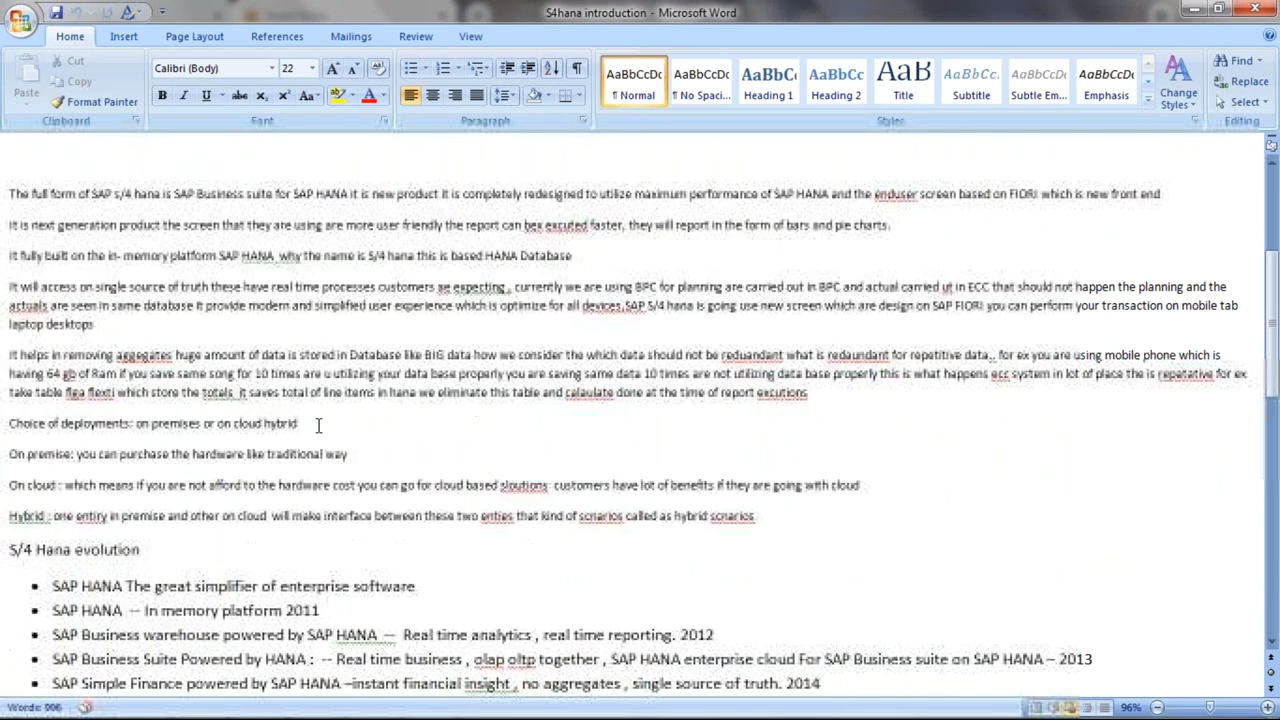 S4hana introduction - Microsoft Word
Home Insert Page Layout References Mailings Review View
Cut
Copy
Paste
Format Painter
Clipboard
Calibri (Body) 22
Font
Paragraph
AaBbCcDc AaBbCcDc AaBbC AaBbCc AaB AaBbCc. AaBbCcDc AaBbCcDc
¶ Normal ¶ No Spaci... Heading 1 Heading 2 Title Subtitle Subtle Em... Emphasis
Change Styles
Styles
Find
Replace
Select
Editing
The full form of SAP s/4 hana is SAP Business suite for SAP HANA it is new product it is completely redesigned to utilize maximum performance of SAP HANA and the enduser screen based on FIORI which is new front end
It is next generation product the screen that they are using are more user friendly the report can bex excuted faster, they will report in the form of bars and pie charts.
It fully built on the in- memory platform SAP HANA why the name is S/4 hana this is based HANA Database
It will access on single source of truth these have real time processes customers ae expecting , currently we are using BPC for planning are carried out in BPC and actual carried ut in ECC that should not happen the planning and the
actuals are seen in same database it provide modern and simplified user experience which is optimize for all devices,SAP S/4 hana is going use new screen which are design on SAP FIORI you can perform your transaction on mobile tab
laptop desktops
It helps in removing aggregates huge amount of data is stored in Database like BIG data how we consider the which data should not be reduandant what is redaundant for repetitive data,. for ex you are using mobile phone which is
having 64 gb of Ram if you save same song for 10 times are u utilizing your data base properly you are saving same data 10 times are not utilizing data base properly this is what happens ecc system in lot of place the is repetative for ex
take table flga flexti which store the totals it saves total of line items in hana we eliminate this table and calaulate done at the time of report excutions
Choice of deployments: on premises or on cloud hybrid
On premise: you can purchase the hardware like traditional way
On cloud : which means if you are not afford to the hardware cost you can go for cloud based sloutions customers have lot of benefits if they are going with cloud
Hybrid : one entiry in premise and other on cloud will make interface between these two enties that kind of scnarios called as hybrid scnarios
S/4 Hana evolution
• SAP HANA The great simplifier of enterprise software
• SAP HANA -- In memory platform 2011
• SAP Business warehouse powered by SAP HANA -- Real time analytics , real time reporting. 2012
• SAP Business Suite Powered by HANA : -- Real time business , olap oltp together , SAP HANA enterprise cloud For SAP Business suite on SAP HANA – 2013
• SAP Simple Finance powered by SAP HANA –instant financial insight , no aggregates , single source of truth. 2014
Words: 906 96%